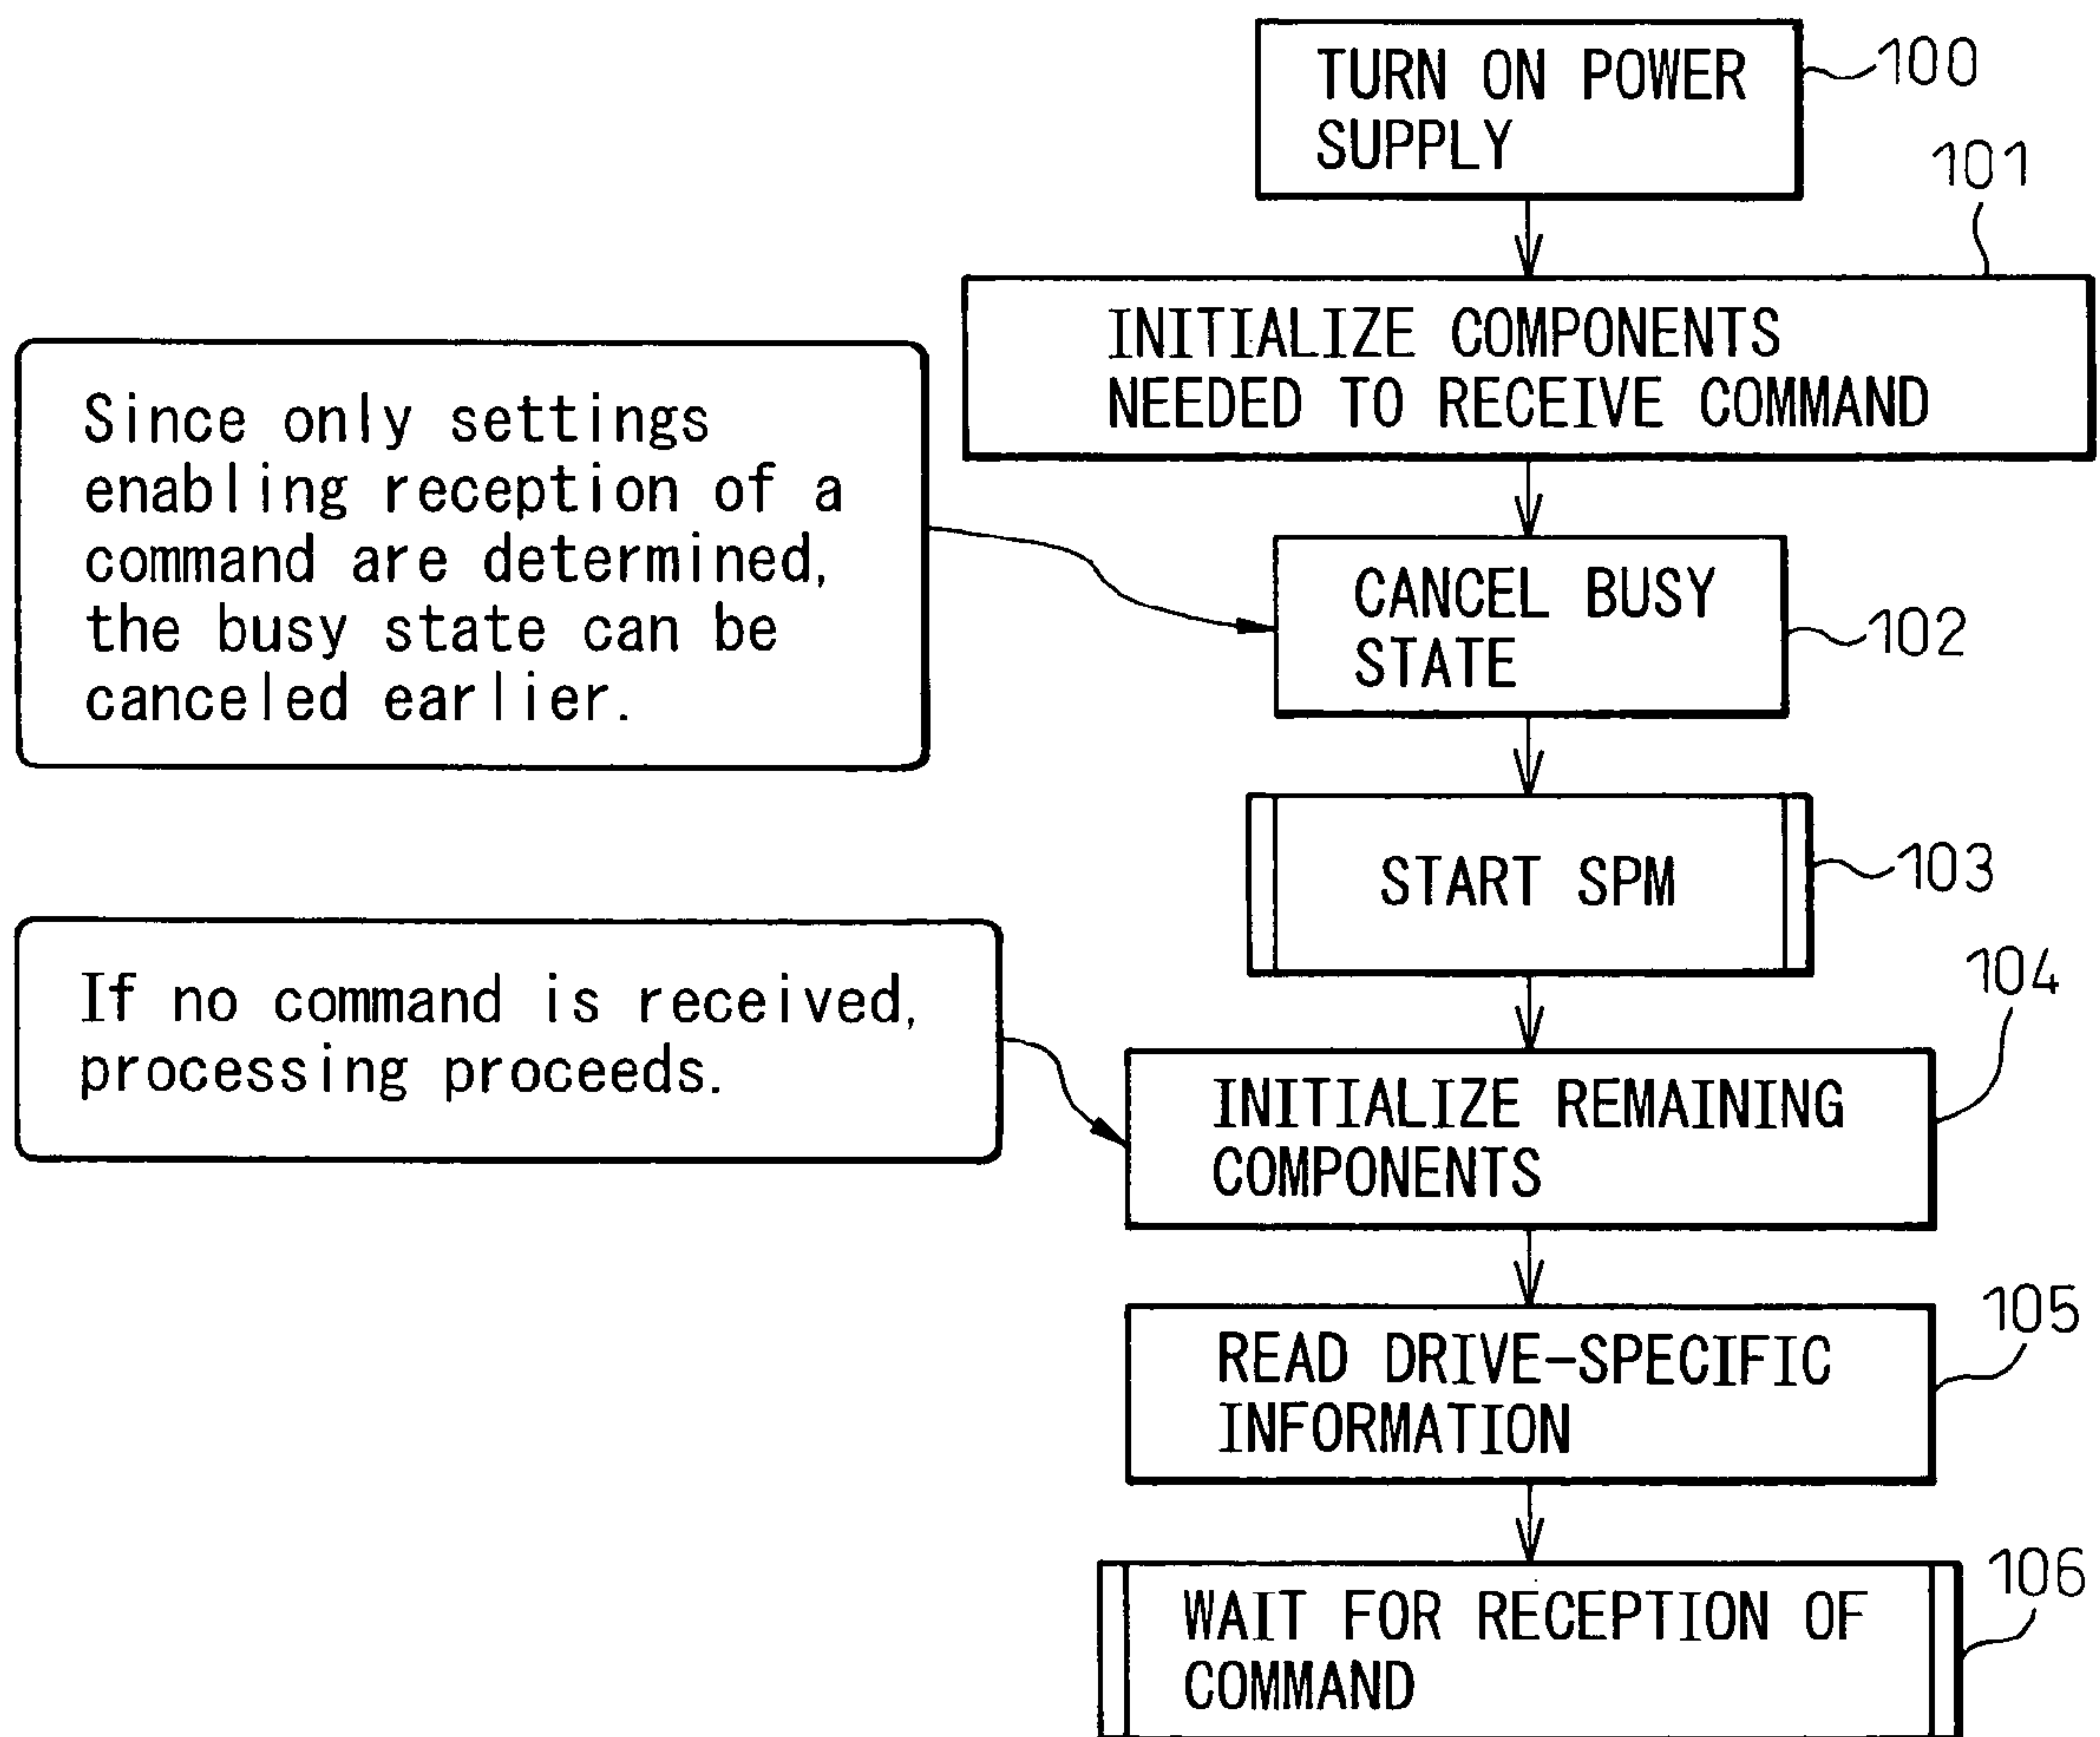 TURN ON POWER
SUPPLY
100
101
INITIALIZE COMPONENTS
NEEDED TO RECEIVE COMMAND
Since only settings
enabling reception of a
command are determined,
the busy state can be
canceled earlier.
CANCEL BUSY
STATE
102
START SPM
103
If no command is received,
processing proceeds.
104
INITIALIZE REMAINING
COMPONENTS
105
READ DRIVE-SPECIFIC
INFORMATION
106
WAIT FOR RECEPTION OF
COMMAND